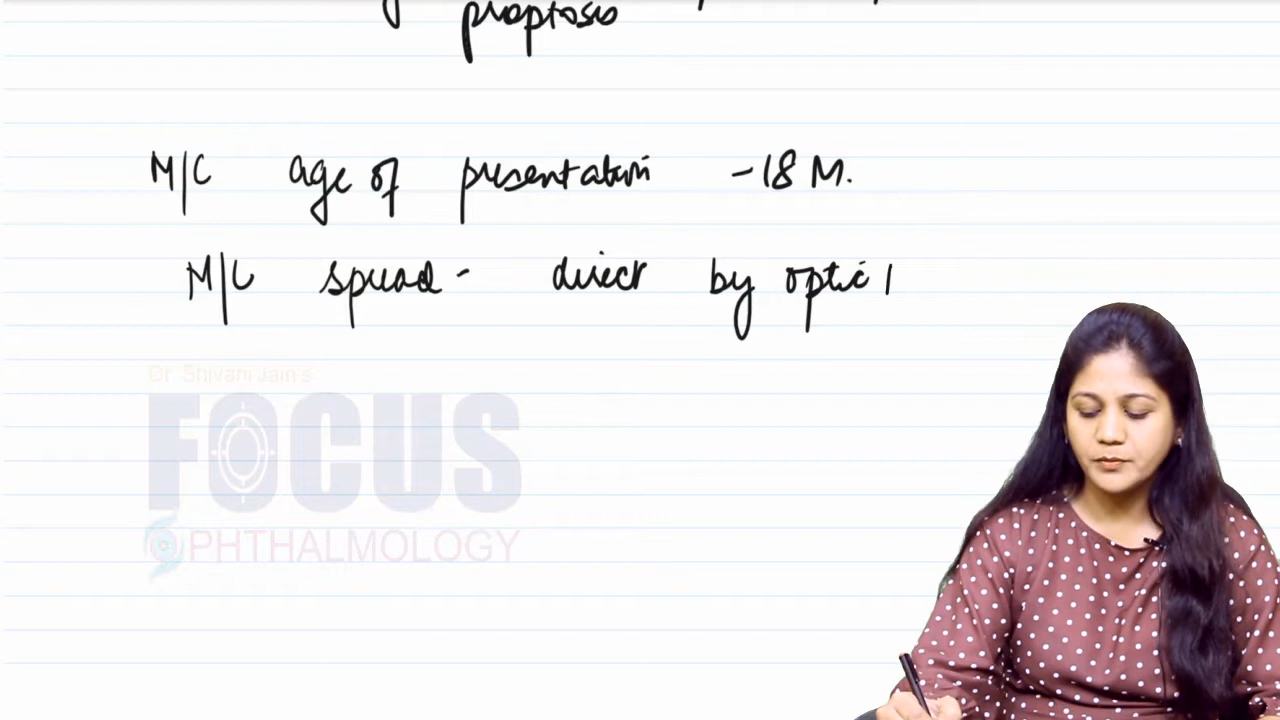 proptosis
M/C age of presentation - 18 M.
M/C spread - direct by optic
Dr. Shivani Jain's
FOCUS
OPHTHALMOLOGY